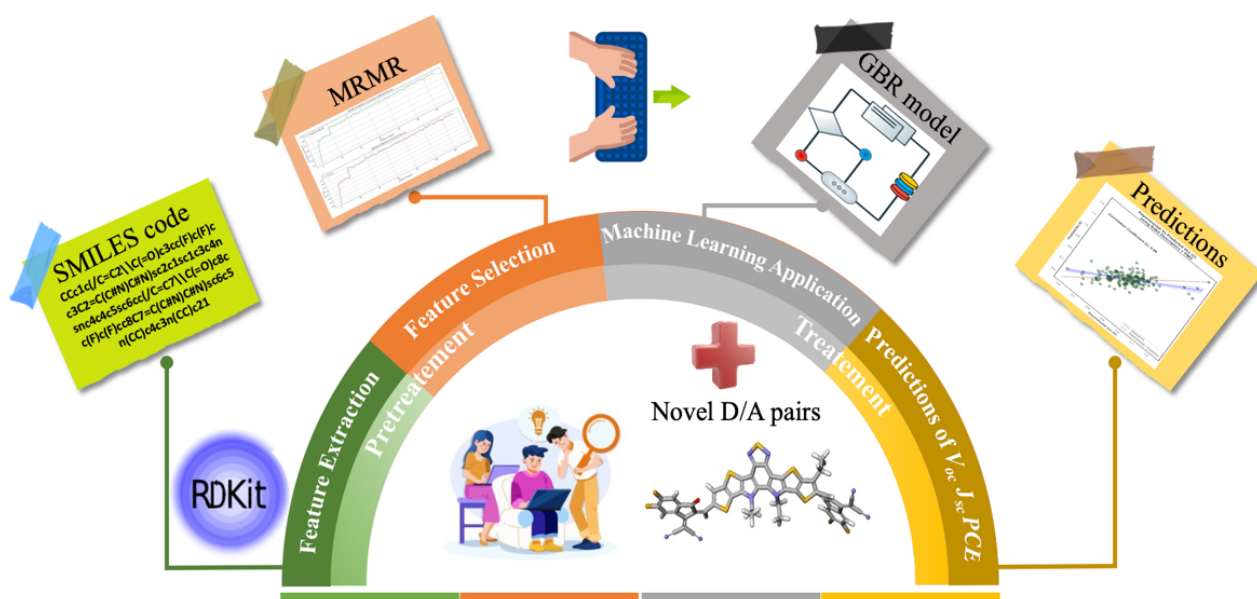 SMILES code
CCc1c(/C=C2\\C(=O)c3cc(F)c(F)c
c3C2=C(C#N)C#N)sc2c1sc1c3c4n
snc4c4c5sc6cc(/C=C7\\C(=O)c8c
c(F)c(F)cc8C7=C(C#N)C#N)sc6c5
n(CC)c4c3n(CC)c21
MRMR
GBR model
Predictions
RDKit
Feature Extraction
Feature Selection
Machine Learning Application
Predictions of Voc Jsc PCE
Pretreatement
Treatement
Novel D/A pairs